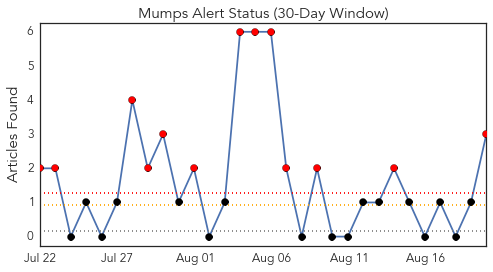 Mumps Alert Status (30-Day Window)
Articles Found
6
5
4
3
2
1
0
Jul 22
Jul 27
Aug 01
Aug 06
Aug 11
Aug 16